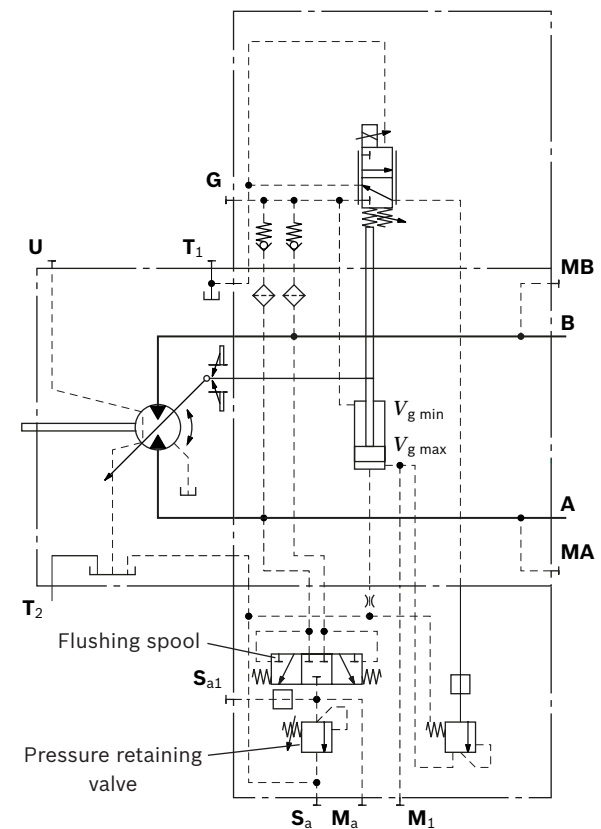 G
U
T1
MB
B
Vg min
Vg max
A
MA
T2
Flushing spool
Sa1
Pressure retaining
valve
Sa
Ma
M1